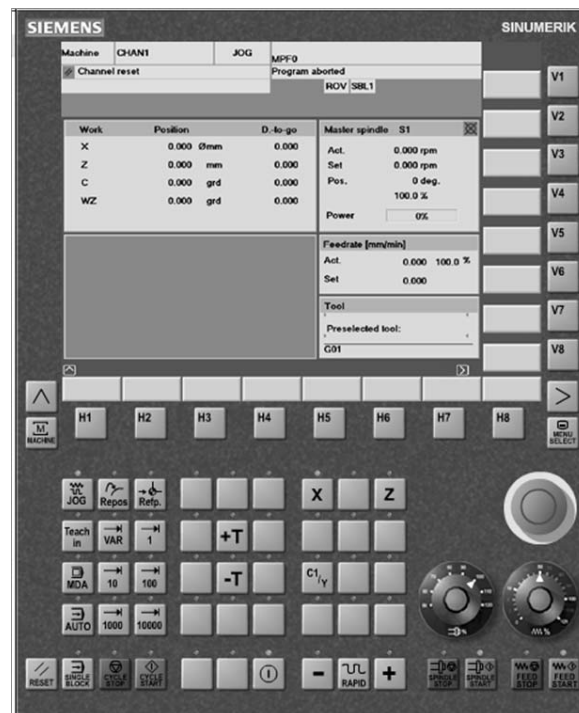 SIEMENS SINUMERIK
Machine CHAN1 JOG MPF0
Channel reset Program aborted
ROV SBL1
Work Position D.-to-go
X 0.000 Ømm 0.000
Z 0.000 mm 0.000
C 0.000 grd 0.000
WZ 0.000 grd 0.000
Master spindle S1
Act. 0.000 rpm
Set 0.000 rpm
Pos. 0 deg.
100.0 %
Power 0%
Feedrate [mm/min]
Act. 0.000 100.0 %
Set 0.000
Tool
Preselected tool:
G01
V1
V2
V3
V4
V5
V6
V7
V8
H1 H2 H3 H4 H5 H6 H7 H8
M
MACHINE
MENU
SELECT
JOG Repos Refp. X Z
Teach
in VAR 1 +T
MDA 10 100 -T C1/Y
AUTO 1000 10000
RESET SINGLE
BLOCK CYCLE
STOP CYCLE
START - RAPID + SPINDLE
STOP SPINDLE
START FEED
STOP FEED
START